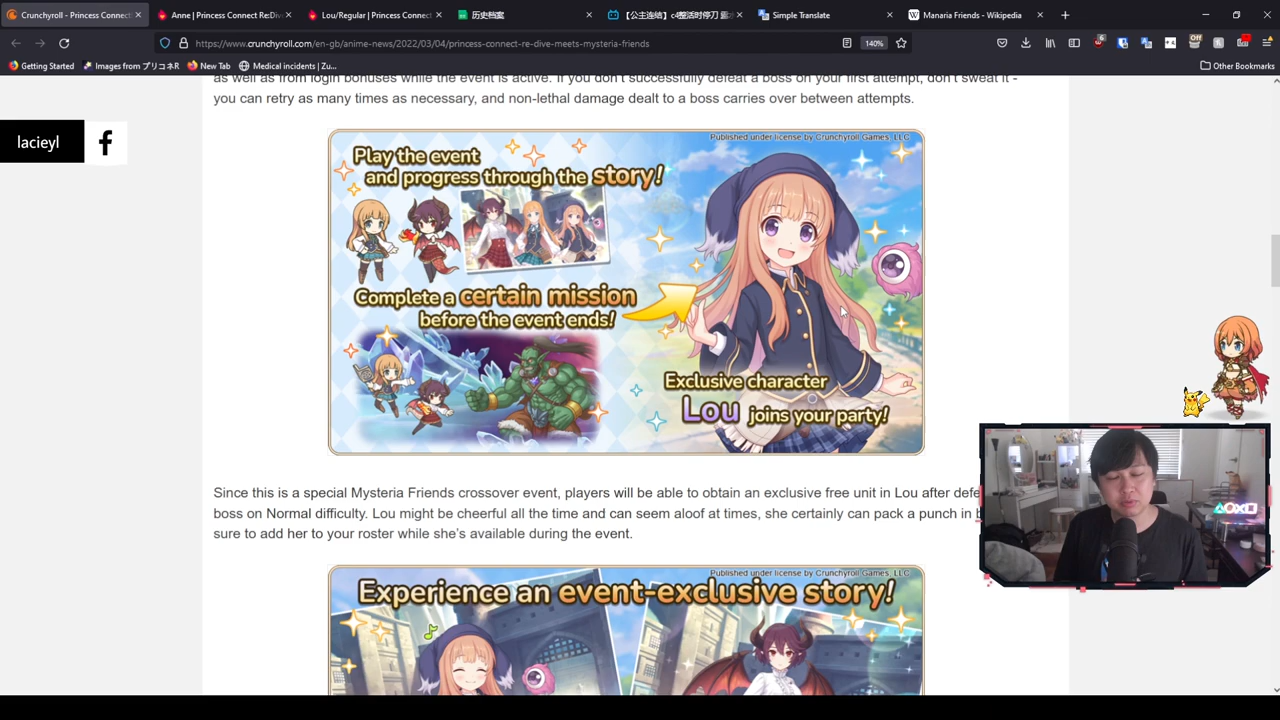 Crunchyroll - Princess Connect
Anne | Princess Connect Re:Div
Lou/Regular | Princess Connect
历史档案
Simple Translate
Manaria Friends - Wikipedia
https://www.crunchyroll.com/en-gb/anime-news/2022/03/04/princess-connect-re-dive-meets-mysteria-friends
140%
Getting Started
Images from プリコネR
New Tab
Medical incidents | Zu...
Other Bookmarks
as well as from login bonuses while the event is active. If you don't successfully defeat a boss on your first attempt, don't sweat it -
you can retry as many times as necessary, and non-lethal damage dealt to a boss carries over between attempts.
lacieyl
Published under license by Crunchyroll Games, LLC
Play the event
and progress through the story!
Complete a certain mission
before the event ends!
Exclusive character
Lou joins your party!
Since this is a special Mysteria Friends crossover event, players will be able to obtain an exclusive free unit in Lou after defe
boss on Normal difficulty. Lou might be cheerful all the time and can seem aloof at times, she certainly can pack a punch in b
sure to add her to your roster while she's available during the event.
Published under license by Crunchyroll Games, LLC
Experience an event-exclusive story!